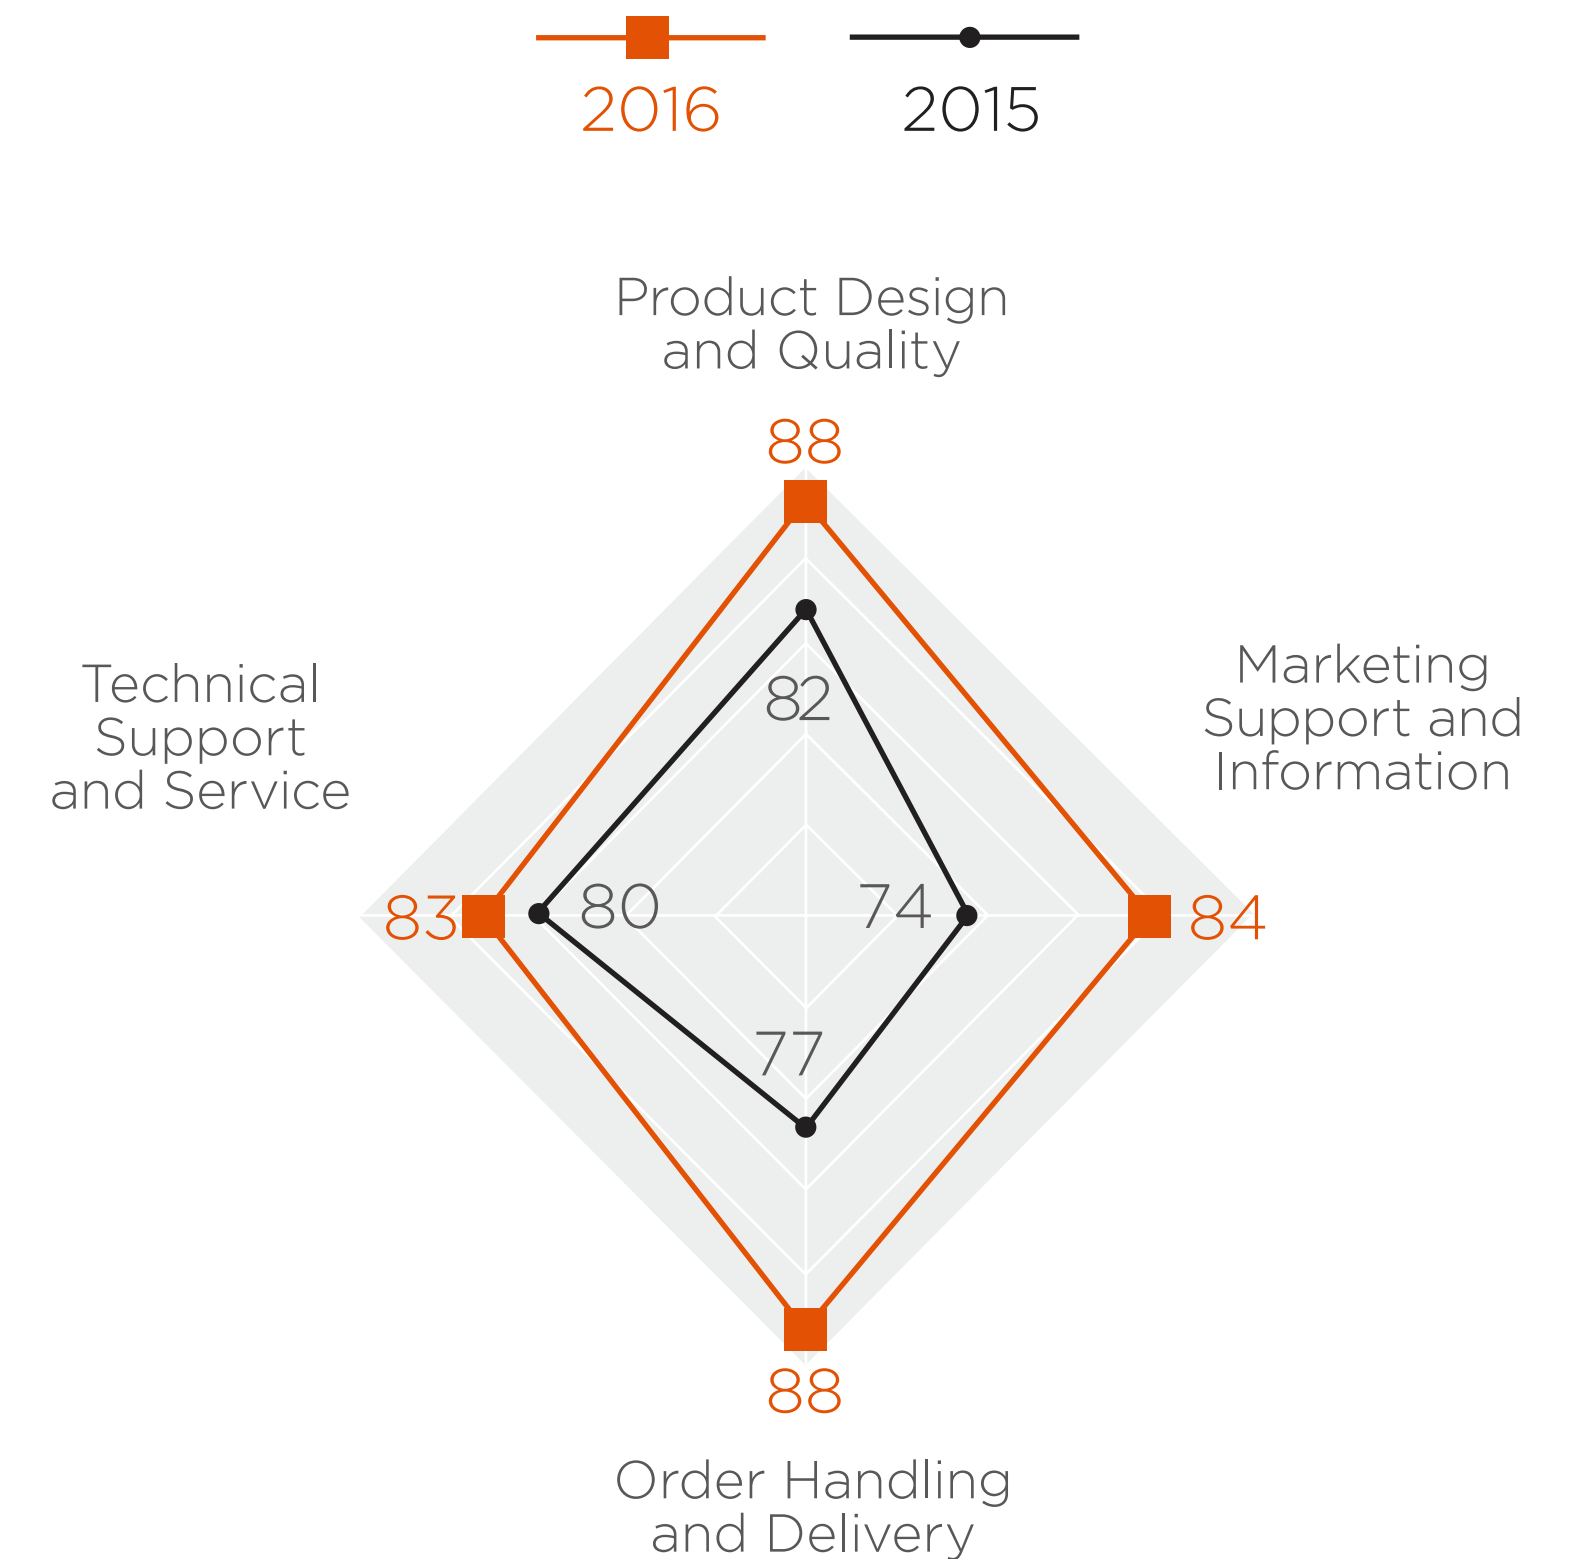 2016
2015
Product Design
and Quality
88
82
Technical
Support
and Service
Marketing
Support and
Information
83
80
74
84
77
88
Order Handling
and Delivery